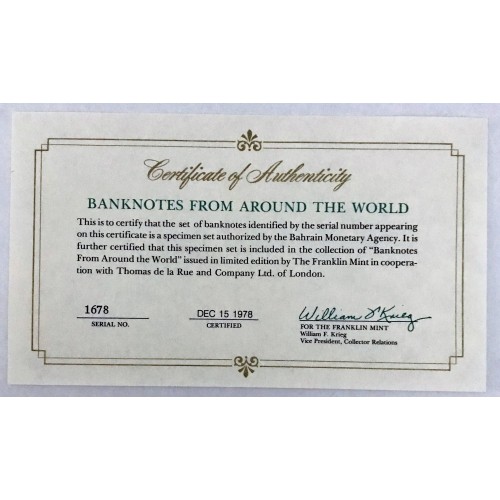 Certificate of Authenticity
BANKNOTES FROM AROUND THE WORLD
This is to certify that the set of banknotes identified by the serial number appearing
on this certificate is a specimen set authorized by the Bahrain Monetary Agency. It is
further certified that this specimen set is included in the collection of "Banknotes
From Around the World" issued in limited edition by The Franklin Mint in coopera-
tion with Thomas de la Rue and Company Ltd. of London.
1678
SERIAL NO.
DEC 15 1978
CERTIFIED
William F Krieg
FOR THE FRANKLIN MINT
William F. Krieg
Vice President, Collector Relations